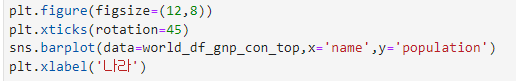 plt.figure(figsize=(12,8))
plt.xticks(rotation=45)
sns.barplot(data=world_df_gnp_con_top,x='name',y='population')
plt.xlabel('나라')